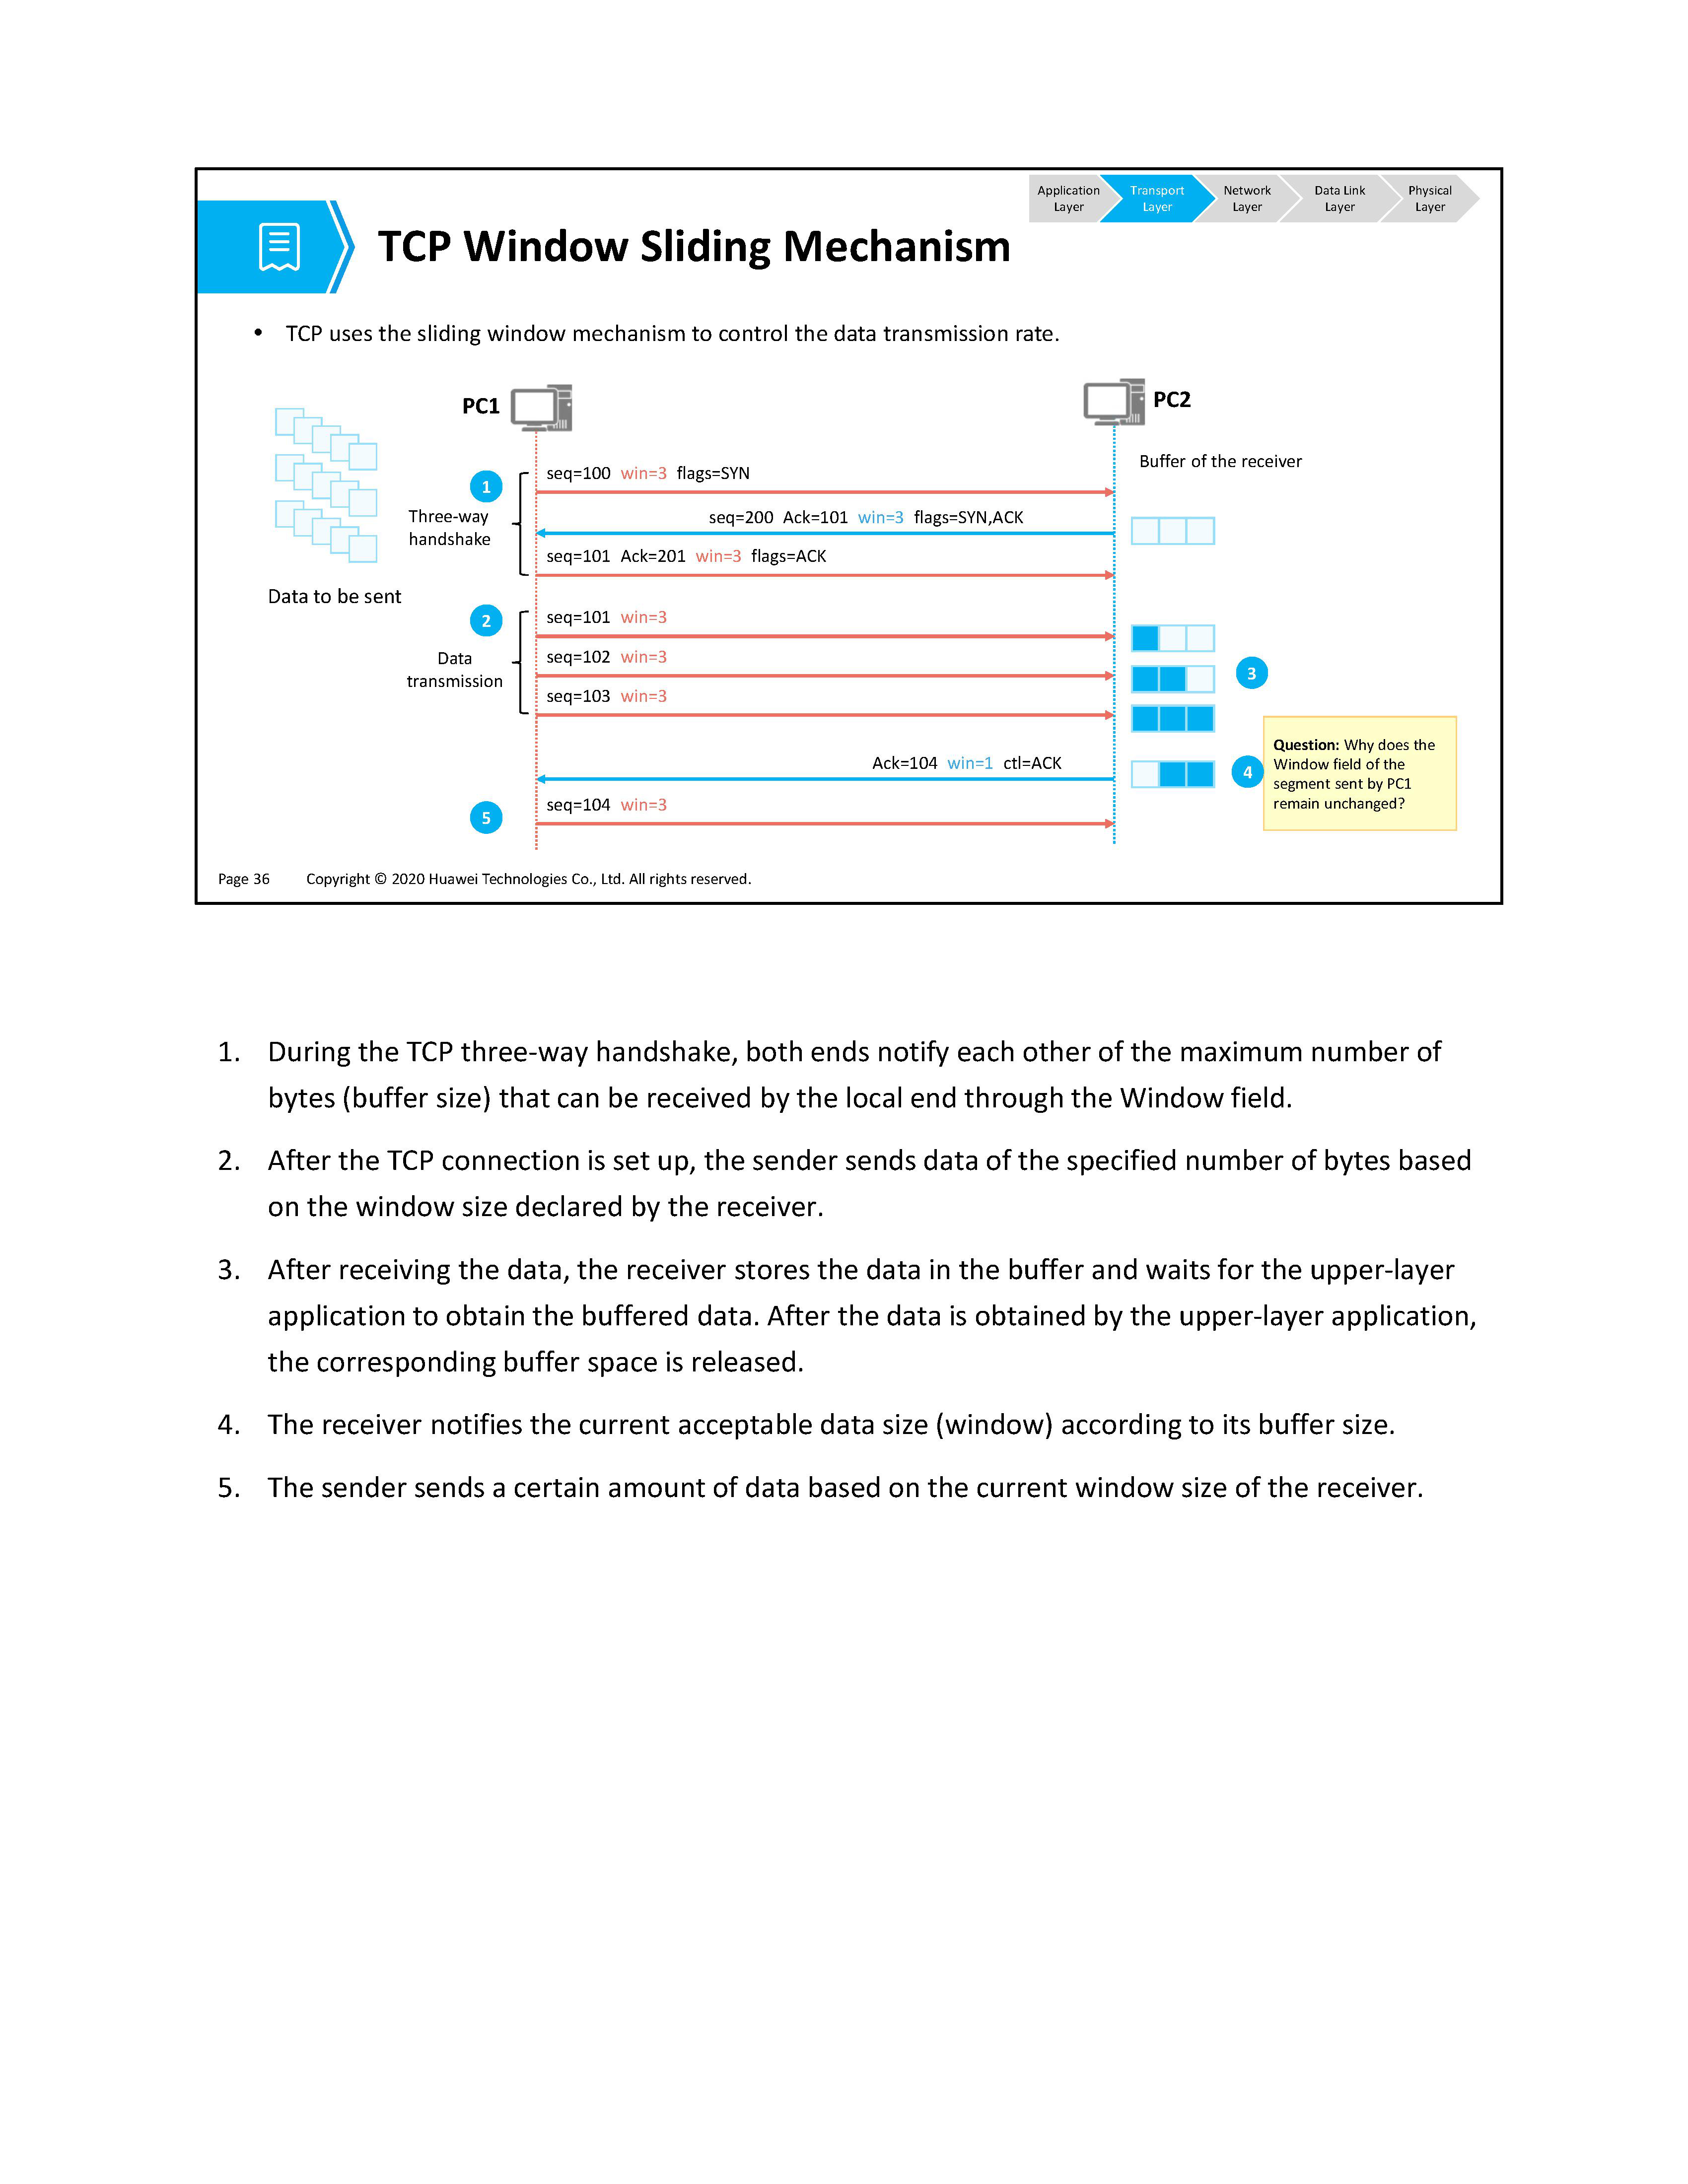 Application
Layer
Transport
Layer
Network
Layer
Data Link
Layer
Physical
Layer
TCP Window Sliding Mechanism
• TCP uses the sliding window mechanism to control the data transmission rate.
PC1
PC2
Buffer of the receiver
1
seq=100 win=3 flags=SYN
Three-way
handshake
seq=200 Ack=101 win=3 flags=SYN,ACK
seq=101 Ack=201 win=3 flags=ACK
Data to be sent
2
seq=101 win=3
Data
transmission
seq=102 win=3
3
seq=103 win=3
Ack=104 win=1 ctl=ACK
4
Question: Why does the
Window field of the
segment sent by PC1
remain unchanged?
5
seq=104 win=3
Page 36 Copyright © 2020 Huawei Technologies Co., Ltd. All rights reserved.
1. During the TCP three-way handshake, both ends notify each other of the maximum number of
bytes (buffer size) that can be received by the local end through the Window field.
2. After the TCP connection is set up, the sender sends data of the specified number of bytes based
on the window size declared by the receiver.
3. After receiving the data, the receiver stores the data in the buffer and waits for the upper-layer
application to obtain the buffered data. After the data is obtained by the upper-layer application,
the corresponding buffer space is released.
4. The receiver notifies the current acceptable data size (window) according to its buffer size.
5. The sender sends a certain amount of data based on the current window size of the receiver.